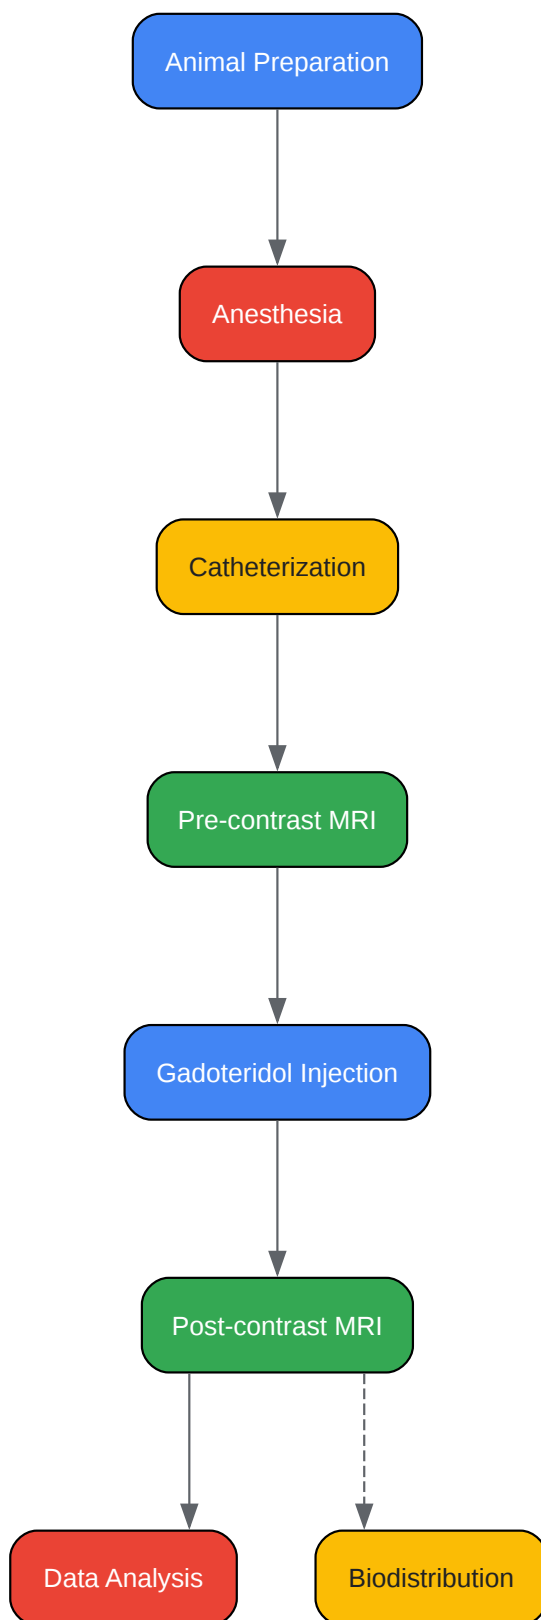 Animal Preparation
Anesthesia
Catheterization
Pre-contrast MRI
Gadoteridol Injection
Post-contrast MRI
Data Analysis
Biodistribution